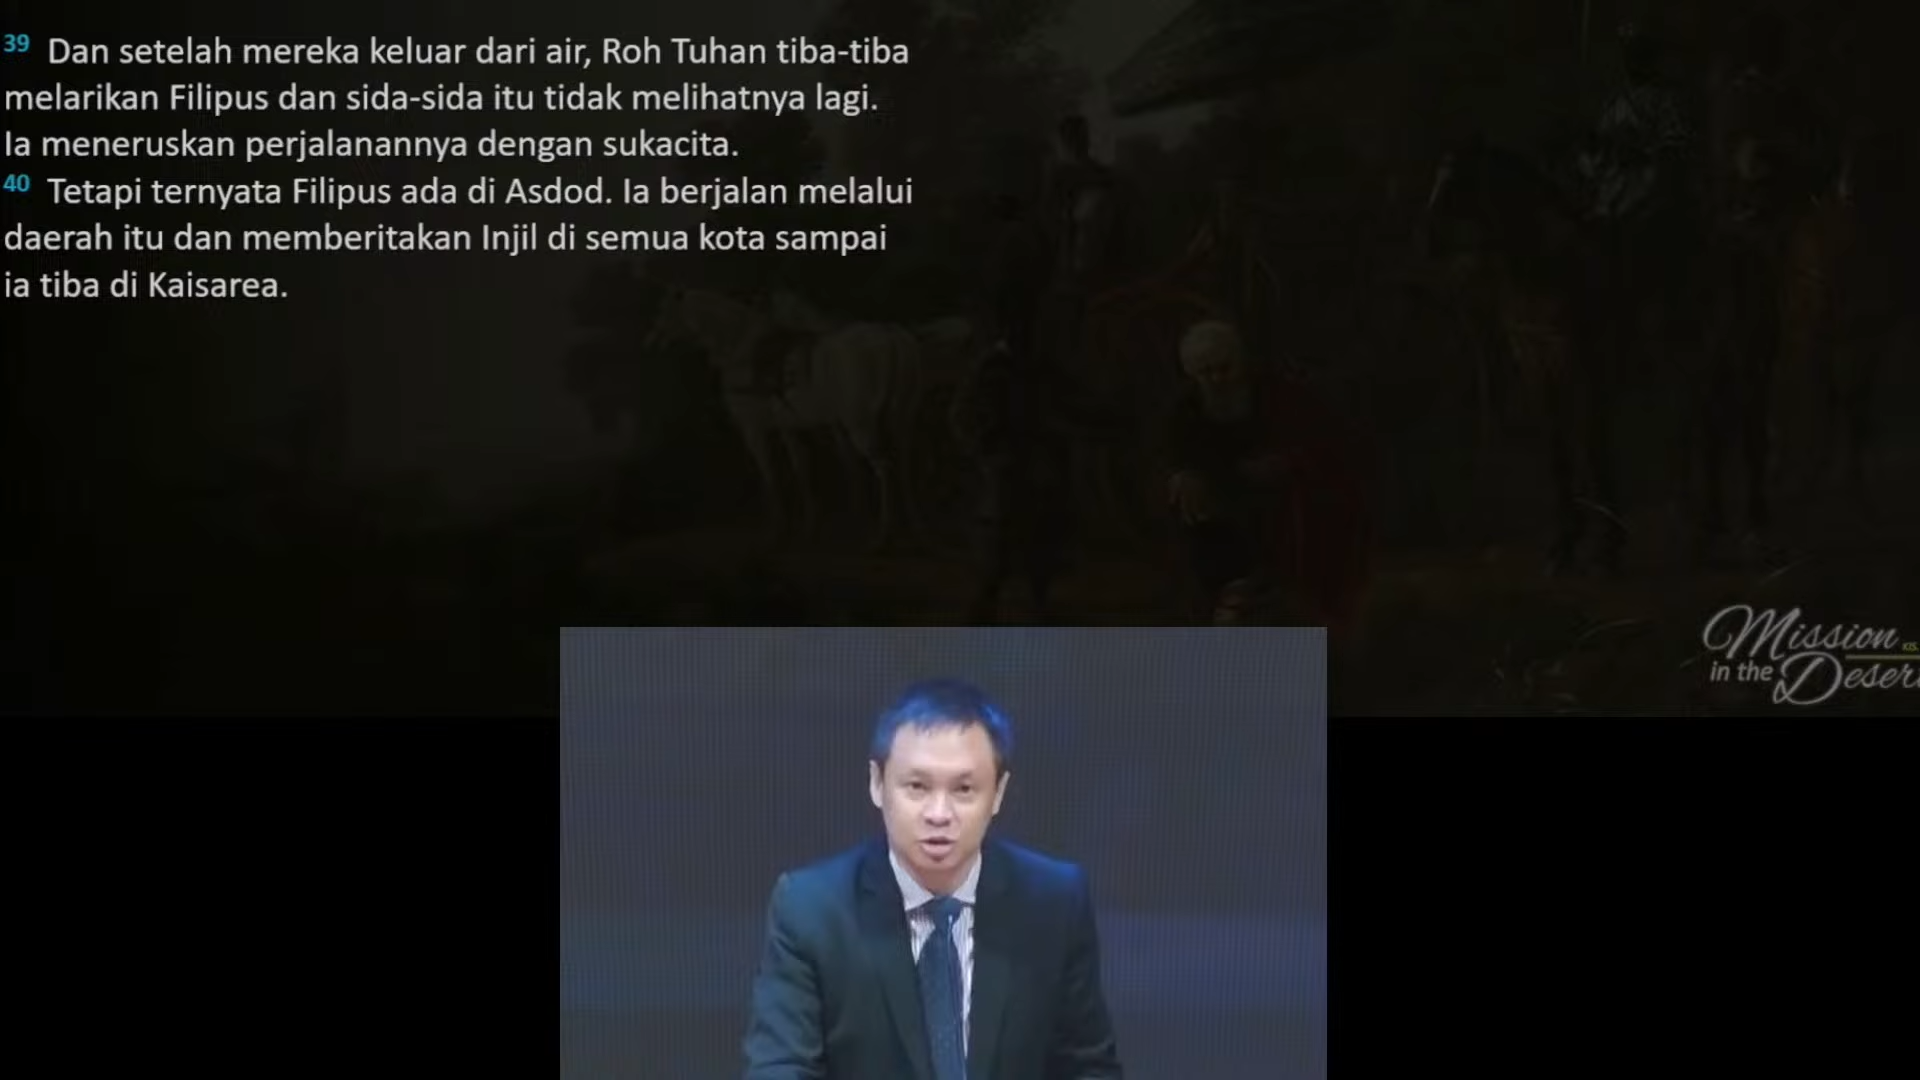 39 Dan setelah mereka keluar dari air, Roh Tuhan tiba-tiba
melarikan Filipus dan sida-sida itu tidak melihatnya lagi.
Ia meneruskan perjalanannya dengan sukacita.
40 Tetapi ternyata Filipus ada di Asdod. Ia berjalan melalui
daerah itu dan memberitakan Injil di semua kota sampai
ia tiba di Kaisarea.
Mission
in the Desert